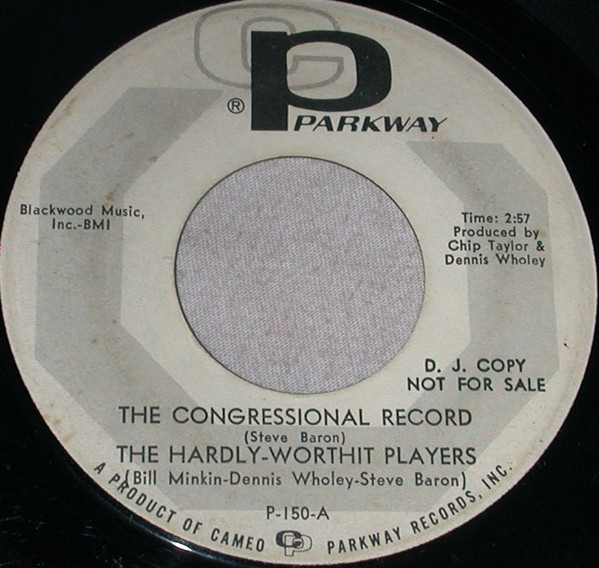 C
P
® PARKWAY
Blackwood Music,
Inc.-BMI
Time: 2:57
Produced by
Chip Taylor &
Dennis Wholey
D. J. COPY
NOT FOR SALE
THE CONGRESSIONAL RECORD
(Steve Baron)
THE HARDLY-WORTHIT PLAYERS
(Bill Minkin-Dennis Wholey-Steve Baron)
P-150-A
A PRODUCT OF CAMEO CP PARKWAY RECORDS, INC.